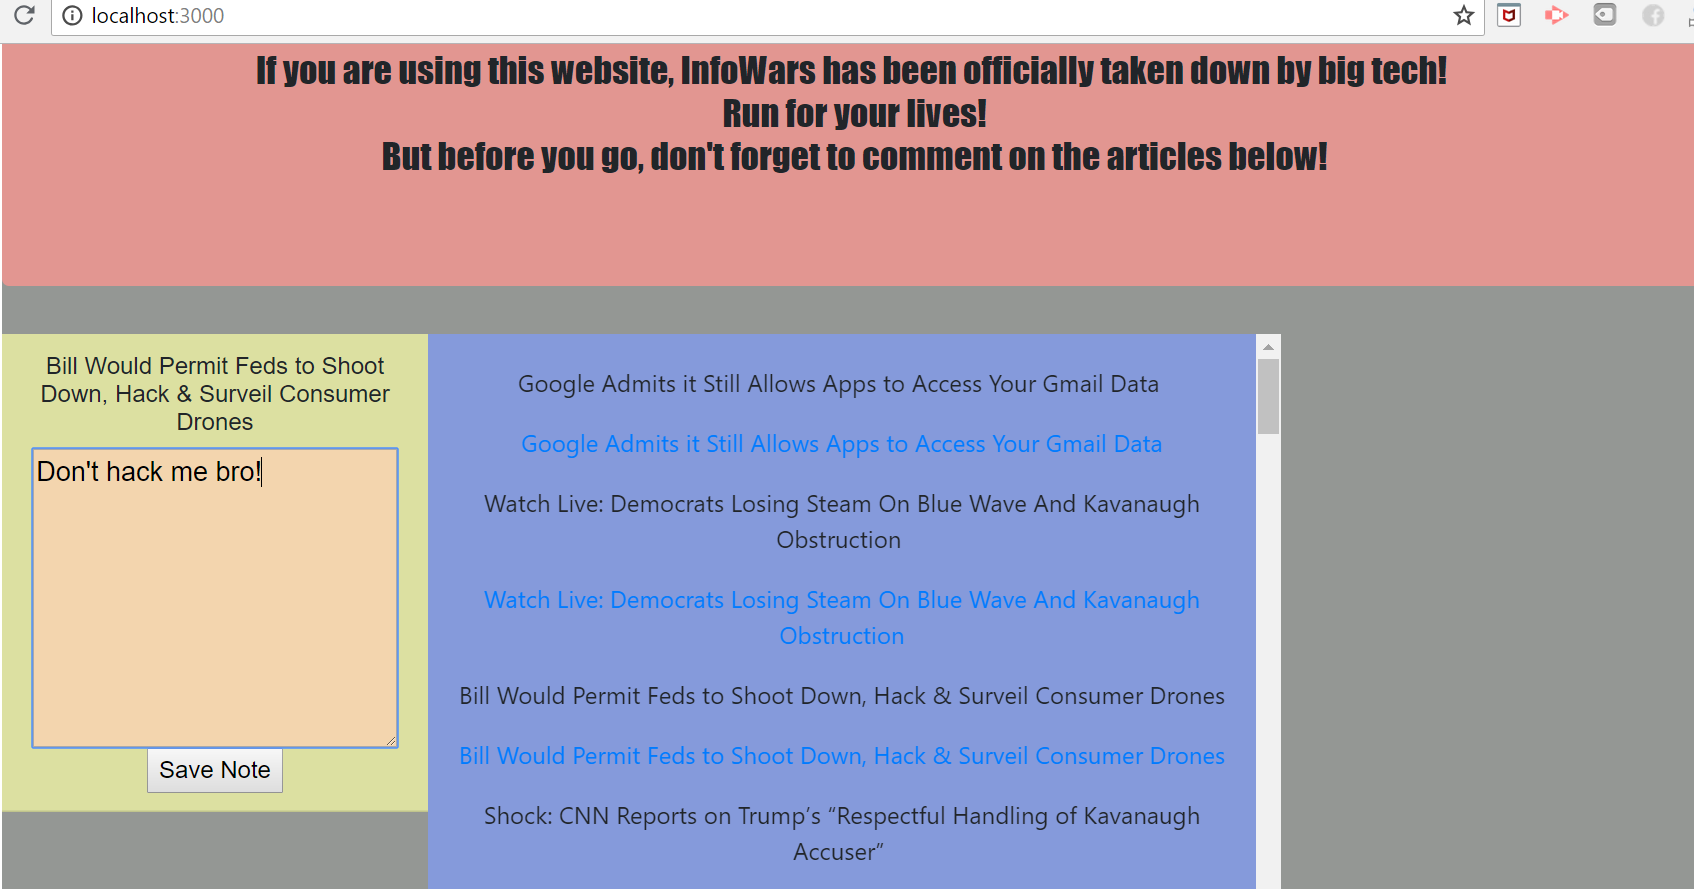 localhost:3000
If you are using this website, InfoWars has been officially taken down by big tech!
Run for your lives!
But before you go, don't forget to comment on the articles below!
Bill Would Permit Feds to Shoot
Down, Hack & Surveil Consumer
Drones
Don't hack me bro!
Save Note
Google Admits it Still Allows Apps to Access Your Gmail Data
Google Admits it Still Allows Apps to Access Your Gmail Data
Watch Live: Democrats Losing Steam On Blue Wave And Kavanaugh
Obstruction
Watch Live: Democrats Losing Steam On Blue Wave And Kavanaugh
Obstruction
Bill Would Permit Feds to Shoot Down, Hack & Surveil Consumer Drones
Bill Would Permit Feds to Shoot Down, Hack & Surveil Consumer Drones
Shock: CNN Reports on Trump’s “Respectful Handling of Kavanaugh
Accuser”